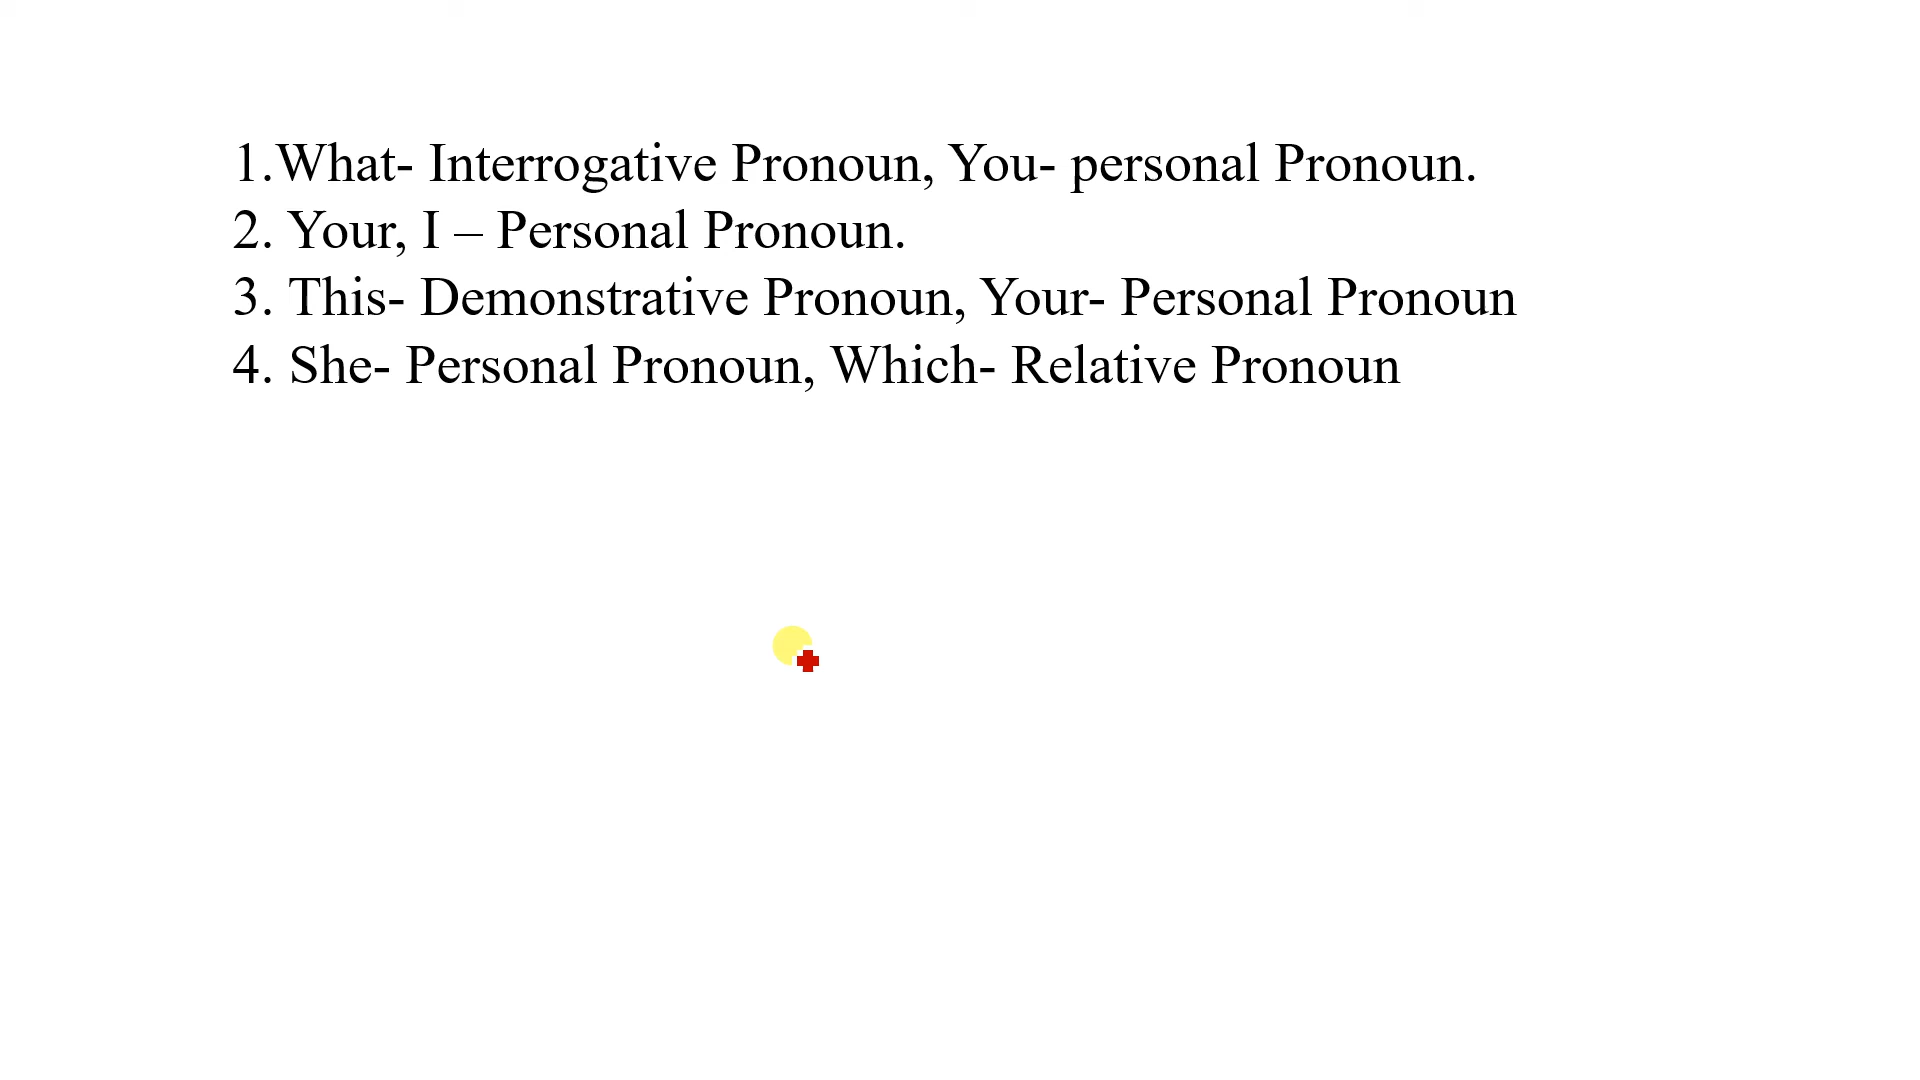 1.What- Interrogative Pronoun, You- personal Pronoun.
2. Your, I – Personal Pronoun.
3. This- Demonstrative Pronoun, Your- Personal Pronoun
4. She- Personal Pronoun, Which- Relative Pronoun